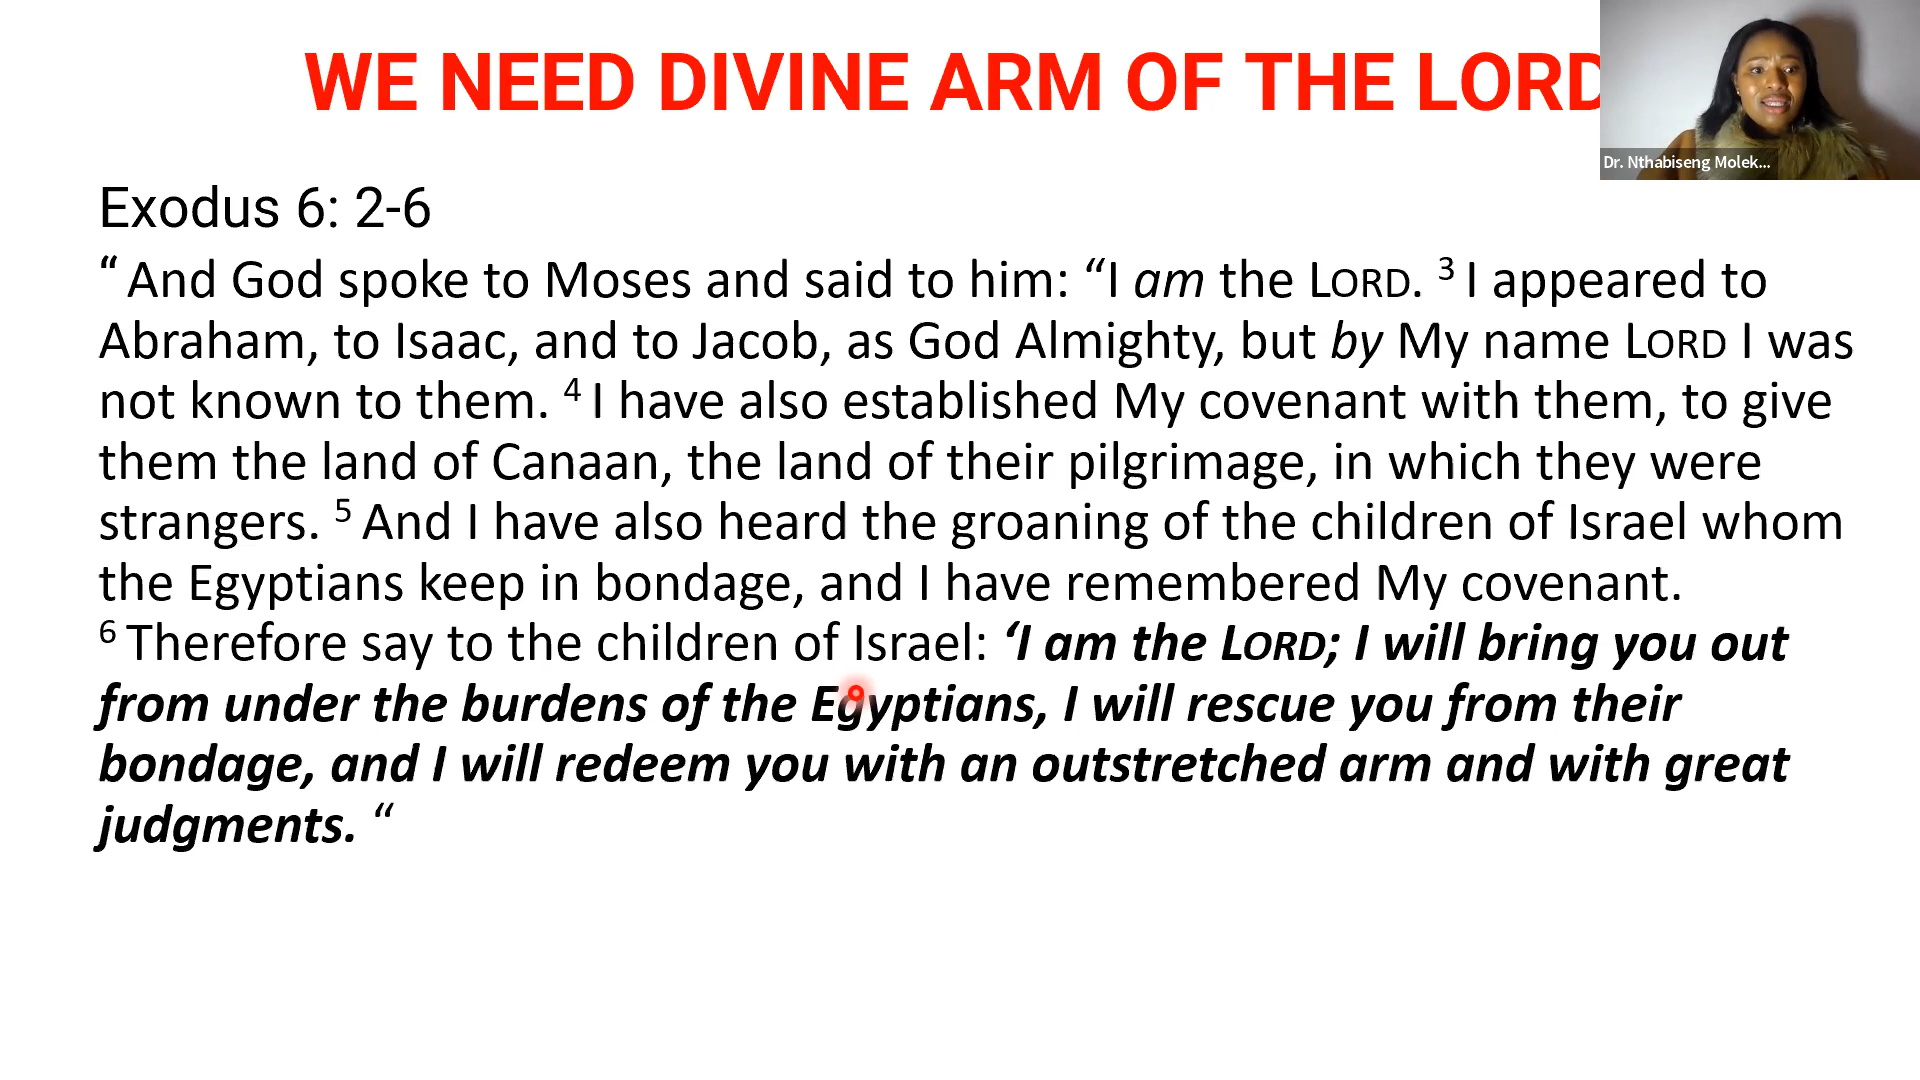 WE NEED DIVINE ARM OF THE LORD
Dr. Nthabiseng Molek...
Exodus 6: 2-6
“ And God spoke to Moses and said to him: “I am the LORD. 3 I appeared to
Abraham, to Isaac, and to Jacob, as God Almighty, but by My name LORD I was
not known to them. 4 I have also established My covenant with them, to give
them the land of Canaan, the land of their pilgrimage, in which they were
strangers. 5 And I have also heard the groaning of the children of Israel whom
the Egyptians keep in bondage, and I have remembered My covenant.
6 Therefore say to the children of Israel: ‘I am the LORD; I will bring you out
from under the burdens of the Egyptians, I will rescue you from their
bondage, and I will redeem you with an outstretched arm and with great
judgments. “